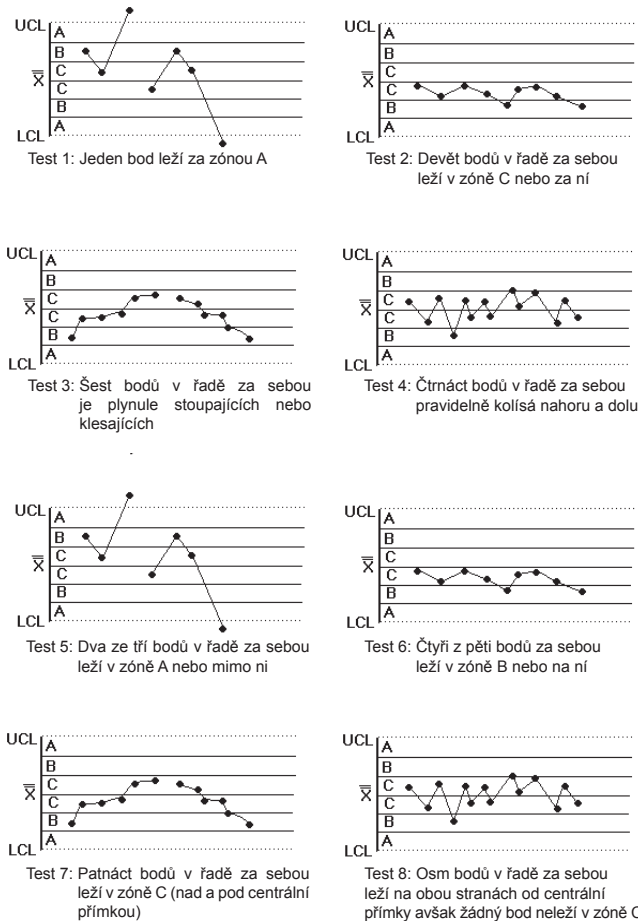 UCL
A
B
C
X
C
B
A
LCL
Test 1: Jeden bod leží za zónou A
UCL
A
B
C
X
C
B
A
LCL
Test 2: Devět bodů v řadě za sebou
leží v zóně C nebo za ní
UCL
A
B
C
X
C
B
A
LCL
Test 3: Šest bodů v řadě za sebou
je plynule stoupajících nebo
klesajících
UCL
A
B
C
X
C
B
A
LCL
Test 4: Čtrnáct bodů v řadě za sebou
pravidelně kolísá nahoru a dolu
UCL
A
B
C
X
C
B
A
LCL
Test 5: Dva ze tří bodů v řadě za sebou
leží v zóně A nebo mimo ni
UCL
A
B
C
X
C
B
A
LCL
Test 6: Čtyři z pěti bodů za sebou
leží v zóně B nebo na ní
UCL
A
B
C
X
C
B
A
LCL
Test 7: Patnáct bodů v řadě za sebou
leží v zóně C (nad a pod centrální
přímkou)
UCL
A
B
C
X
C
B
A
LCL
Test 8: Osm bodů v řadě za sebou
leží na obou stranách od centrální
přímky avšak žádný bod neleží v zóně C